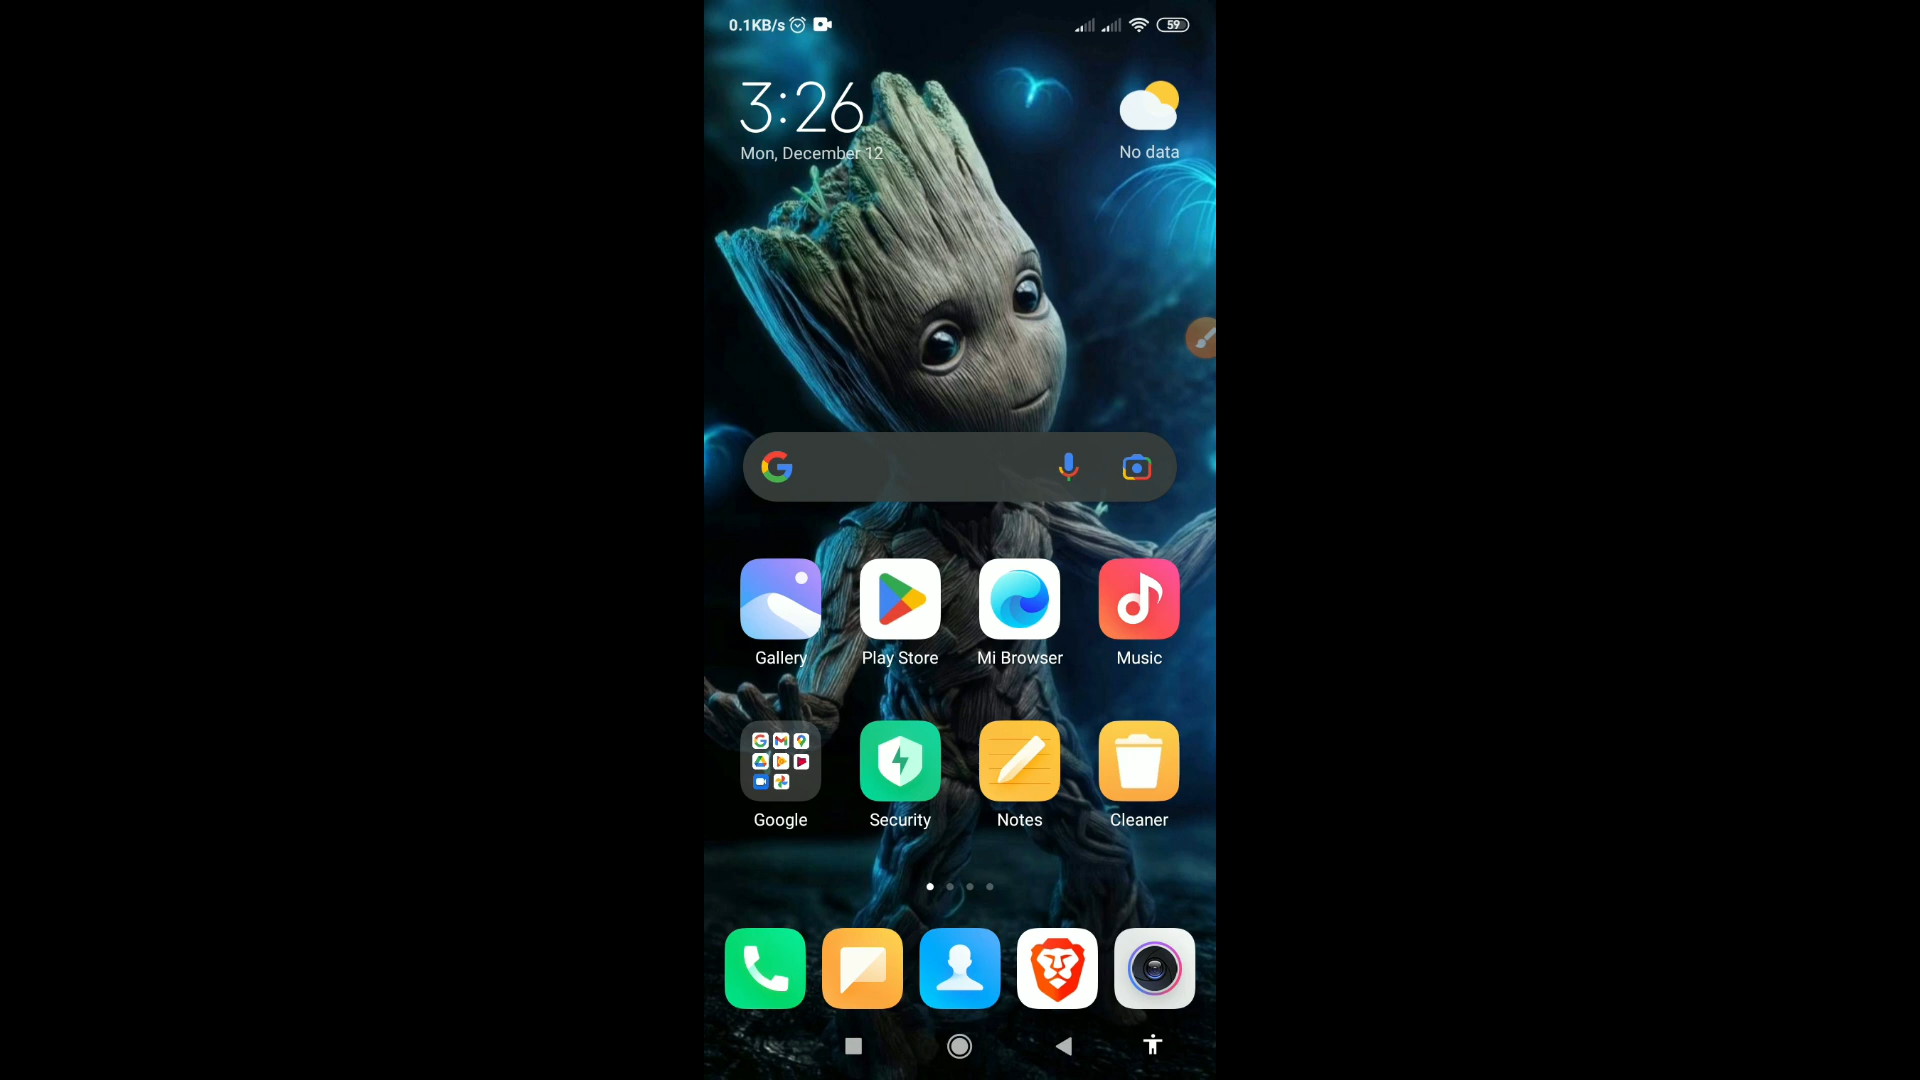 0.1KB/s
59
3:26
Mon, December 12
No data
Gallery
Play Store
Mi Browser
Music
Google
Security
Notes
Cleaner